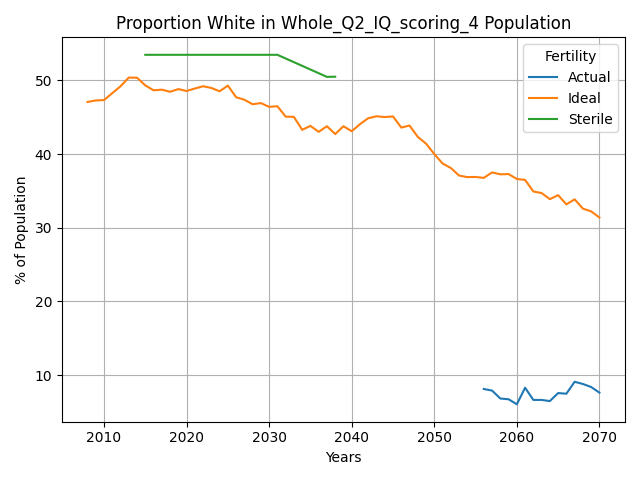 Proportion White in Whole_Q2_IQ_scoring_4 Population
Fertility
Actual
Ideal
Sterile
% of Population
50
40
30
20
10
2010 2020 2030 2040 2050 2060 2070
Years